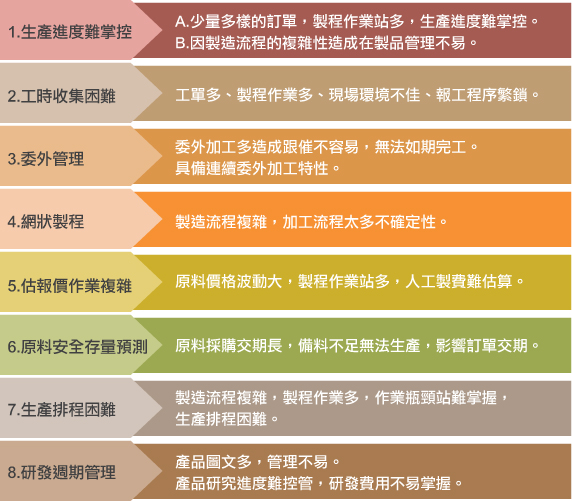 1.生產進度難掌控
A.少量多樣的訂單，製程作業站多，生產進度難掌控。
B.因製造流程的複雜性造成在製品管理不易。
2.工時收集困難
工單多、製程作業多、現場環境不佳、報工程序繁鎖。
3.委外管理
委外加工多造成跟催不容易，無法如期完工。
具備連續委外加工特性。
4.網狀製程
製造流程複雜，加工流程太多不確定性。
5.估報價作業複雜
原料價格波動大，製程作業站多，人工製費難估算。
6.原料安全存量預測
原料採購交期長，備料不足無法生產，影響訂單交期。
7.生產排程困難
製造流程複雜，製程作業多，作業瓶頸站難掌握，
生產排程困難。
8.研發週期管理
產品圖文多，管理不易。
產品研究進度難控管，研發費用不易掌握。